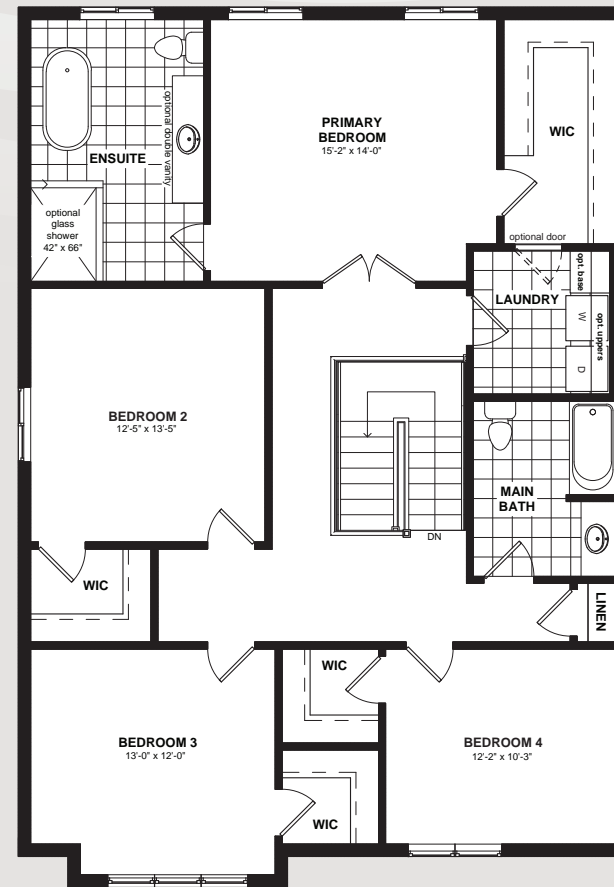 ENSUITE
optional double vanity
optional
glass
shower
42" x 66"
PRIMARY
BEDROOM
15'-2" x 14'-0"
WIC
optional door
LAUNDRY
opt. base
W
opt. uppers
D
BEDROOM 2
12'-5" x 13'-5"
DN
MAIN
BATH
WIC
LINEN
WIC
BEDROOM 3
13'-0" x 12'-0"
BEDROOM 4
12'-2" x 10'-3"
WIC